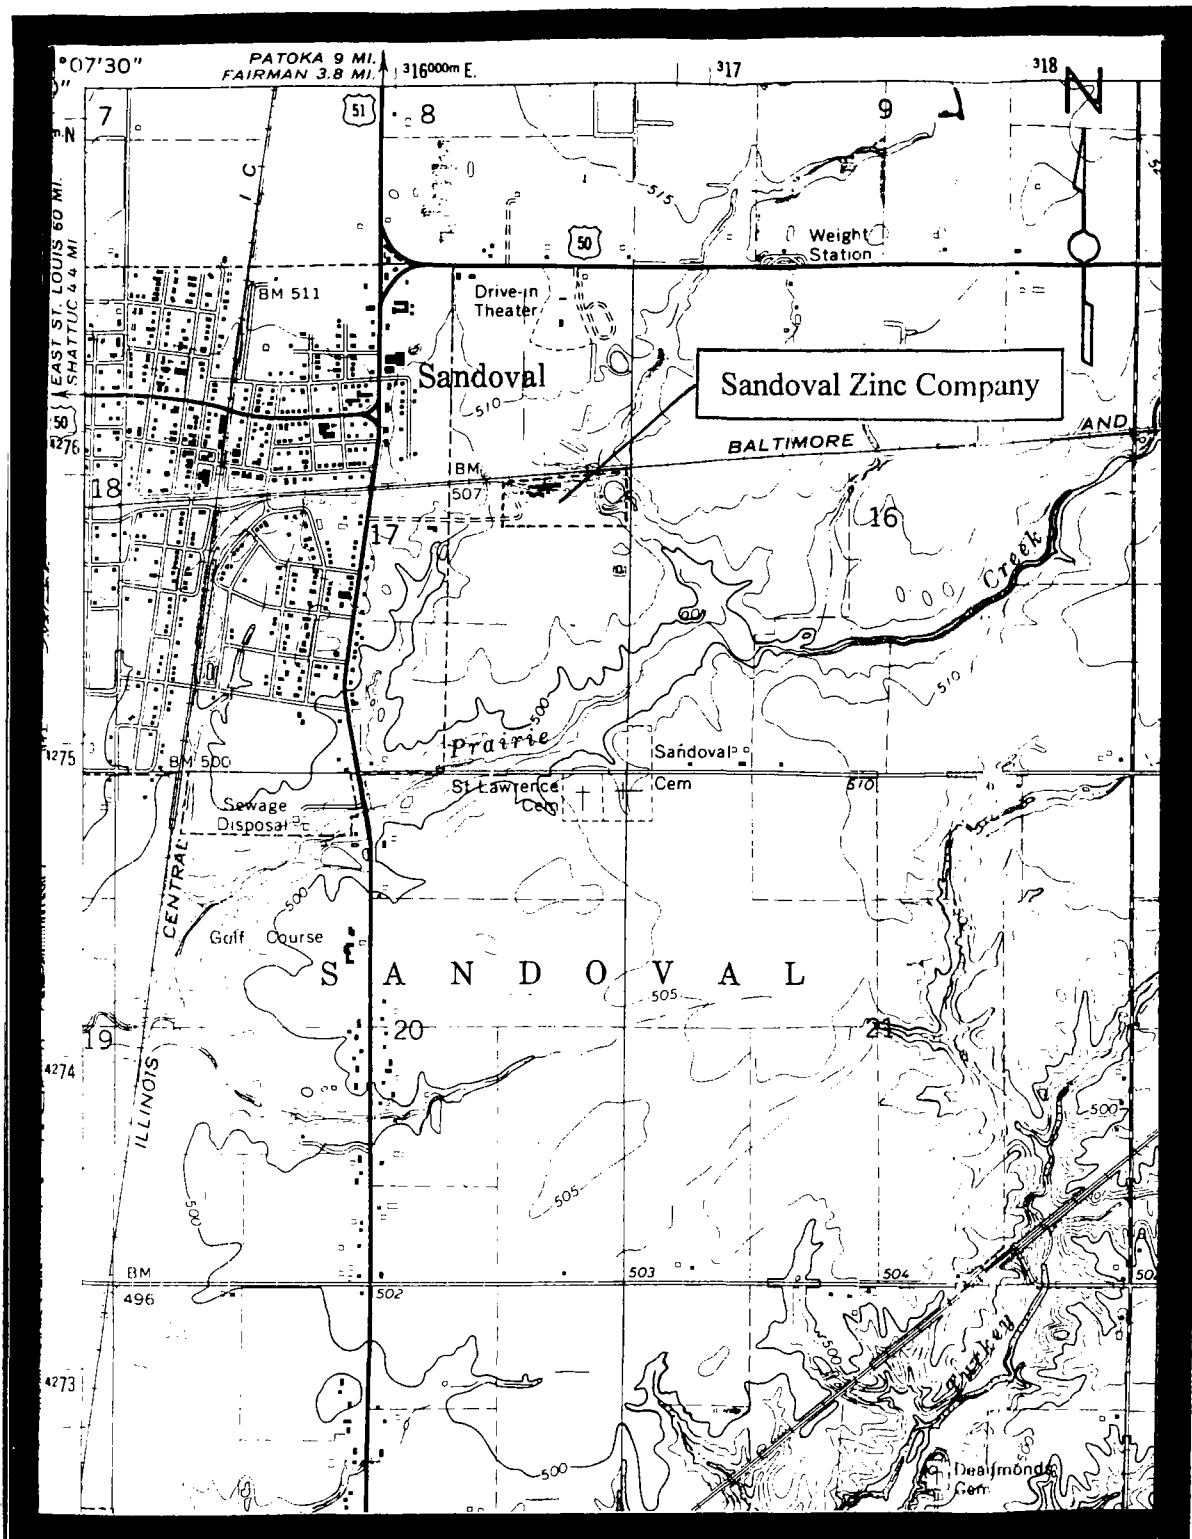 °07'30"
PATOKA 9 MI.
FAIRMAN 3.8 MI.
316000m E.
317
318
N
7
51
8
9
N
I C
515
EAST ST. LOUIS 60 MI.
SHATTUC 4.4 MI
50
Weight
Station
BM 511
Drive-in
Theater
Sandoval
Sandoval Zinc Company
510
50
4276
BALTIMORE
AND
BM
507
18
17
16
Creek
510
500
Prairie
4275
BM 500
Sandoval
Cem
St Lawrence
Cem
510
Sewage
Disposal
CENTRAL
500
Golf Course
SANDOVAL
505
19
20
21
4274
ILLINOIS
500
500
505
BM
496
502
503
504
500
Turkey
4273
500
500